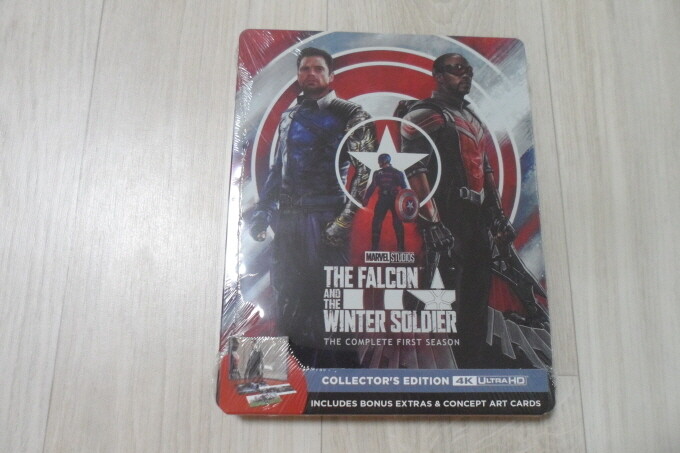 MARVEL STUDIOS
THE FALCON
AND THE
WINTER SOLDIER
THE COMPLETE FIRST SEASON
COLLECTOR'S EDITION 4K ULTRA HD
INCLUDES BONUS EXTRAS & CONCEPT ART CARDS